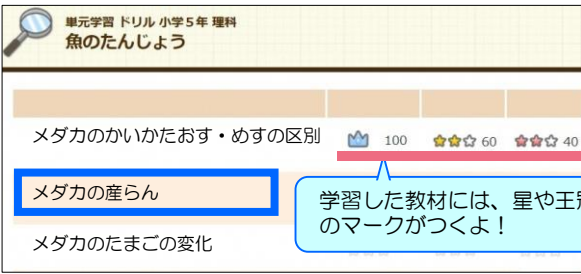 単元学習 ドリル 小学5年 理科
魚のたんじょう
メダカのかいかたおす・めすの区別 100 60 40
メダカの産らん
学習した教材には、星や王冠
のマークがつくよ！
メダカのたまごの変化